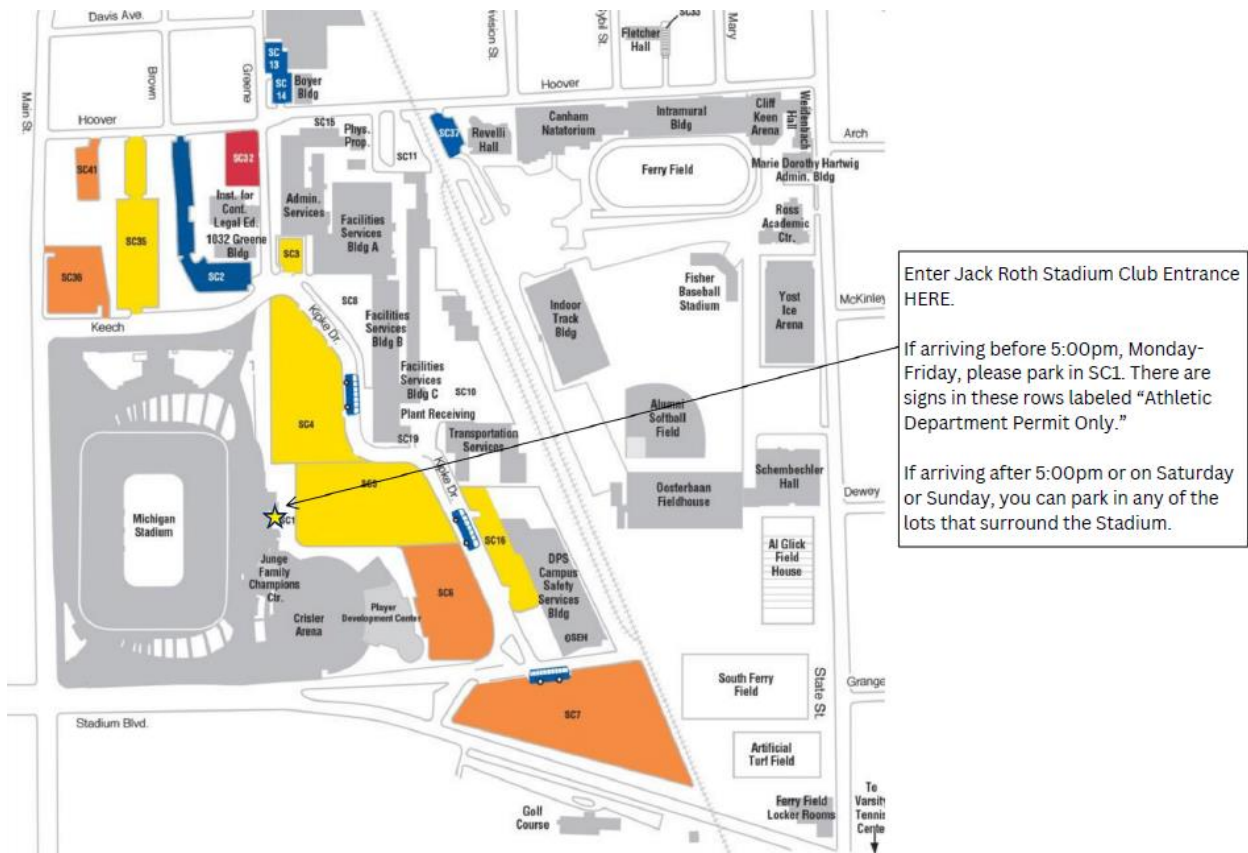 Davis Ave.
Main St.
Brown
Greene
Division St.
Sybil St.
Mary
SC33
Fletcher
Hall
Hoover
Hoover
SC
13
SC
14
Boyer
Bldg
SC15
Phys.
Prop.
SC11
SC37
Revelli
Hall
Canham
Natatorium
Intramural
Bldg
Cliff
Keen
Arena
Weidenbach
Hall
Arch
Ferry Field
Marie Dorothy Hartwig
Admin. Bldg
Ross
Academic
Ctr.
SC41
SC32
Inst. for
Cont.
Legal Ed.
1032 Greene
Bldg
Admin.
Services
Facilities
Services
Bldg A
SC35
SC36
SC2
SC3
Keech
SC8
Kipke Dr.
Facilities
Services
Bldg B
Facilities
Services
Bldg C
SC10
Plant Receiving
SC19
Transportation
Services
Kipke Dr.
Fisher
Baseball
Stadium
Indoor
Track
Bldg
Yost
Ice
Arena
McKinley
Alumni
Softball
Field
Oosterbaan
Fieldhouse
Schembechler
Hall
Dewey
SC4
SC5
SC1
Michigan
Stadium
SC16
DPS
Campus
Safety
Services
Bldg
OSEH
Al Glick
Field
House
Junge
Family
Champions
Ctr.
Crisler
Arena
Player
Development Center
SC6
SC7
Stadium Blvd.
South Ferry
Field
State St.
Grange
Artificial
Turf Field
Golf
Course
Ferry Field
Locker Rooms
To
Varsity
Tennis
Cente
Enter Jack Roth Stadium Club Entrance
HERE.
If arriving before 5:00pm, Monday-
Friday, please park in SC1. There are
signs in these rows labeled “Athletic
Department Permit Only.”
If arriving after 5:00pm or on Saturday
or Sunday, you can park in any of the
lots that surround the Stadium.